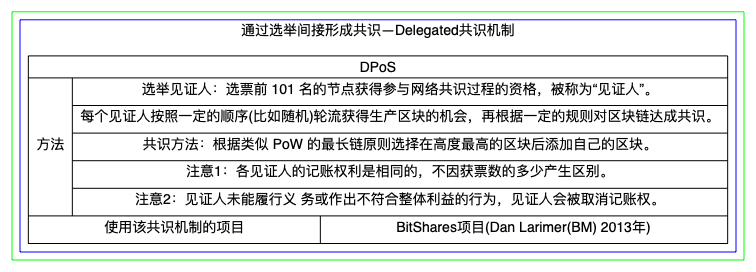 通过选举间接形成共识—Delegated共识机制
DPoS
方法
选举见证人：选票前 101 名的节点获得参与网络共识过程的资格，被称为“见证人”。
每个见证人按照一定的顺序(比如随机)轮流获得生产区块的机会，再根据一定的规则对区块链达成共识。
共识方法：根据类似 PoW 的最长链原则选择在高度最高的区块后添加自己的区块。
注意1：各见证人的记账权利是相同的，不因获票数的多少产生区别。
注意2：见证人未能履行义 务或作出不符合整体利益的行为，见证人会被取消记账权。
使用该共识机制的项目
BitShares项目(Dan Larimer(BM) 2013年)